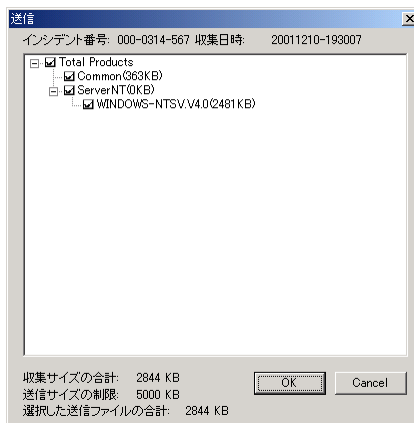 送信
インシデント番号: 000-0314-567 収集日時: 20011210-193007
Total Products
Common(363KB)
ServerNT(0KB)
WINDOWS-NTSV.V4.0(2481KB)
収集サイズの合計: 2844 KB
送信サイズの制限: 5000 KB
選択した送信ファイルの合計: 2844 KB
OK
Cancel